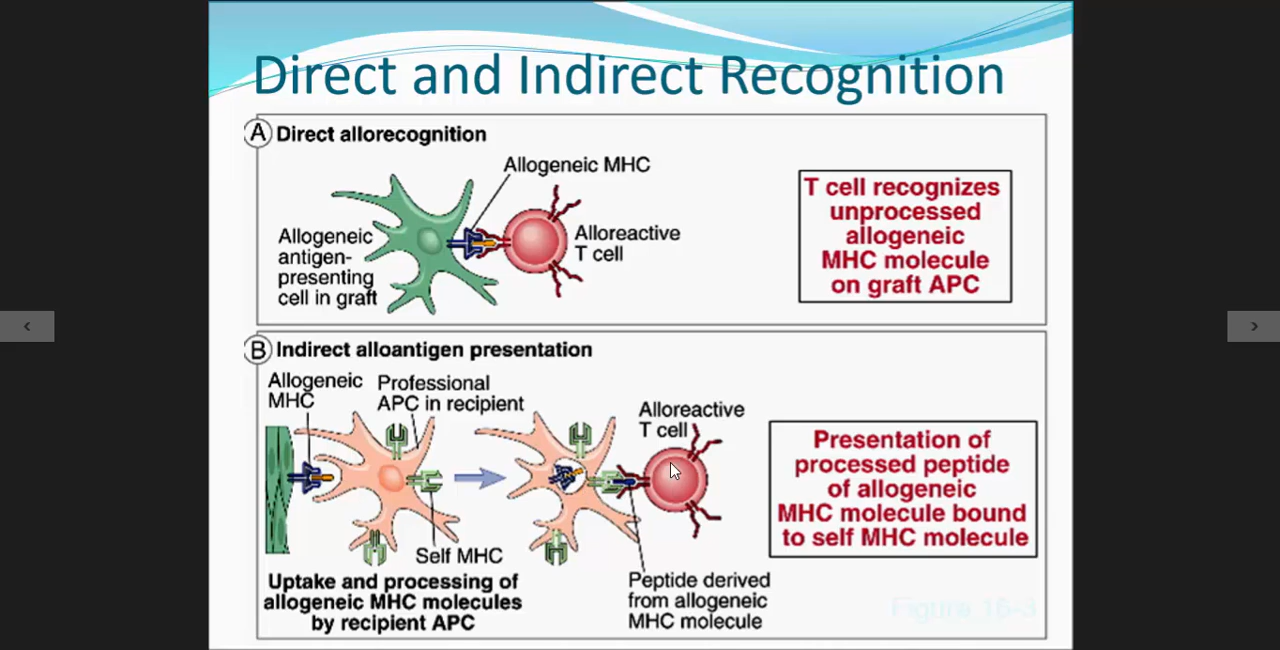 Direct and Indirect Recognition
A Direct allorecognition
Allogeneic MHC
Allogeneic
antigen-
presenting
cell in graft
Alloreactive
T cell
T cell recognizes
unprocessed
allogeneic
MHC molecule
on graft APC
B Indirect alloantigen presentation
Allogeneic
MHC
Professional
APC in recipient
Alloreactive
T cell
Self MHC
Uptake and processing of
allogeneic MHC molecules
by recipient APC
Peptide derived
from allogeneic
MHC molecule
Presentation of
processed peptide
of allogeneic
MHC molecule bound
to self MHC molecule
Figure 16-3